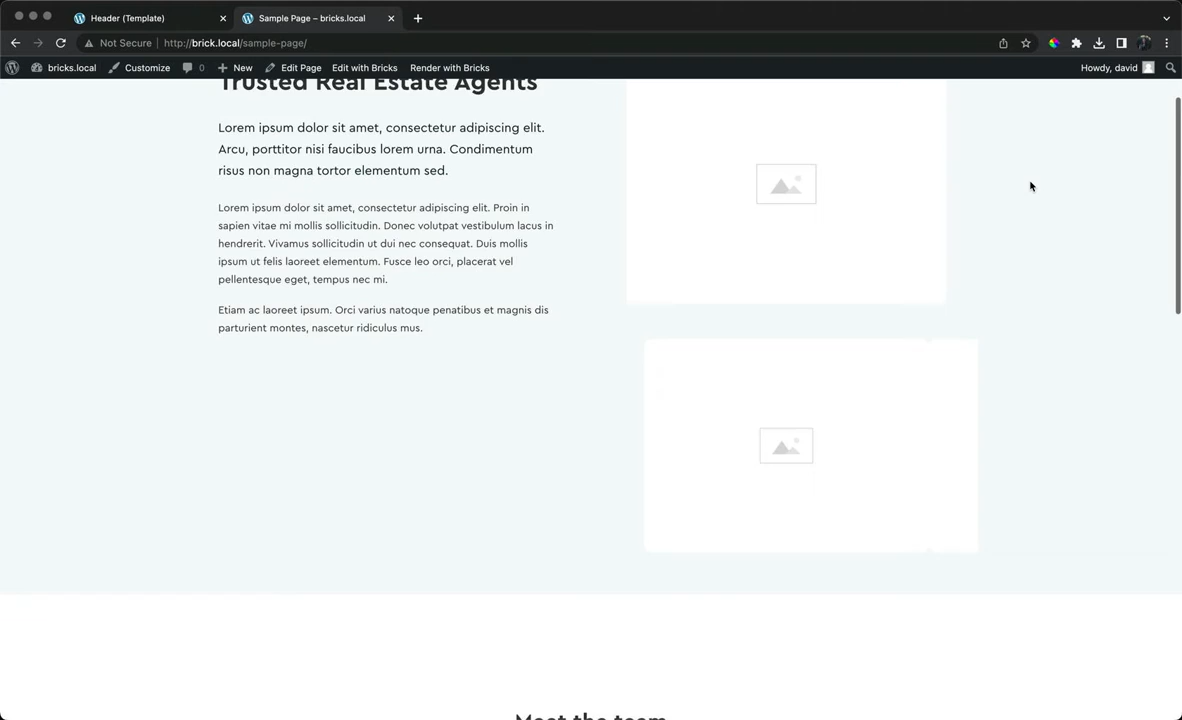 Header (Template)
Sample Page – bricks.local
Not Secure
http://brick.local/sample-page/
bricks.local
Customize
0
New
Edit Page
Edit with Bricks
Render with Bricks
Howdy, david
Trusted Real Estate Agents
Lorem ipsum dolor sit amet, consectetur adipiscing elit.
Arcu, porttitor nisi faucibus lorem urna. Condimentum
risus non magna tortor elementum sed.
Lorem ipsum dolor sit amet, consectetur adipiscing elit. Proin in
sapien vitae mi mollis sollicitudin. Donec volutpat vestibulum lacus in
hendrerit. Vivamus sollicitudin ut dui nec consequat. Duis mollis
ipsum ut felis laoreet elementum. Fusce leo orci, placerat vel
pellentesque eget, tempus nec mi.
Etiam ac laoreet ipsum. Orci varius natoque penatibus et magnis dis
parturient montes, nascetur ridiculus mus.
Meet the team